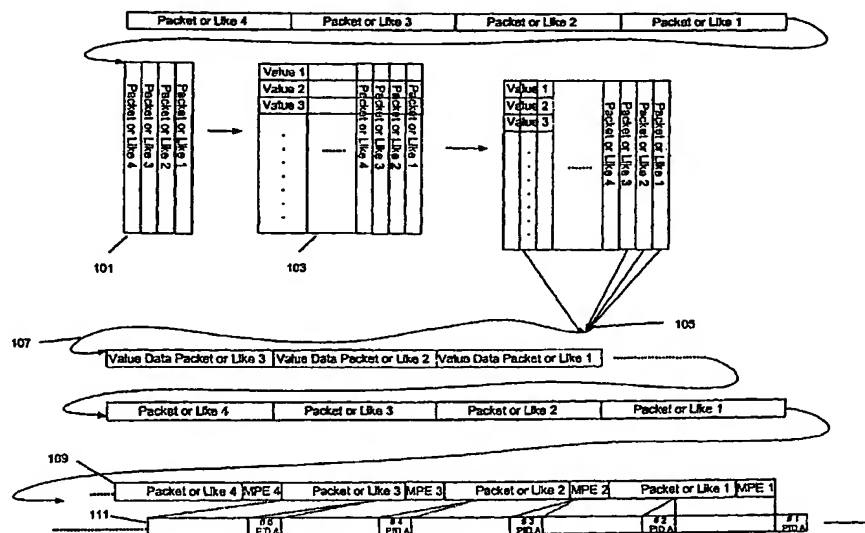 Packet or Like 4 Packet or Like 3 Packet or Like 2 Packet or Like 1
Packet or Like 4
Packet or Like 3
Packet or Like 2
Packet or Like 1
Value 1
Value 2
Value 3
Packet or Like 4
Packet or Like 3
Packet or Like 2
Packet or Like 1
Value 1
Value 2
Value 3
Packet or Like 4
Packet or Like 3
Packet or Like 2
Packet or Like 1
101
103
105
107
Value Data Packet or Like 3 Value Data Packet or Like 2 Value Data Packet or Like 1
Packet or Like 4 Packet or Like 3 Packet or Like 2 Packet or Like 1
109
Packet or Like 4 MPE 4 Packet or Like 3 MPE 3 Packet or Like 2 MPE 2 Packet or Like 1 MPE 1
111
# 5 # 4 # 3 # 2 # 1
PID A PID A PID A PID A